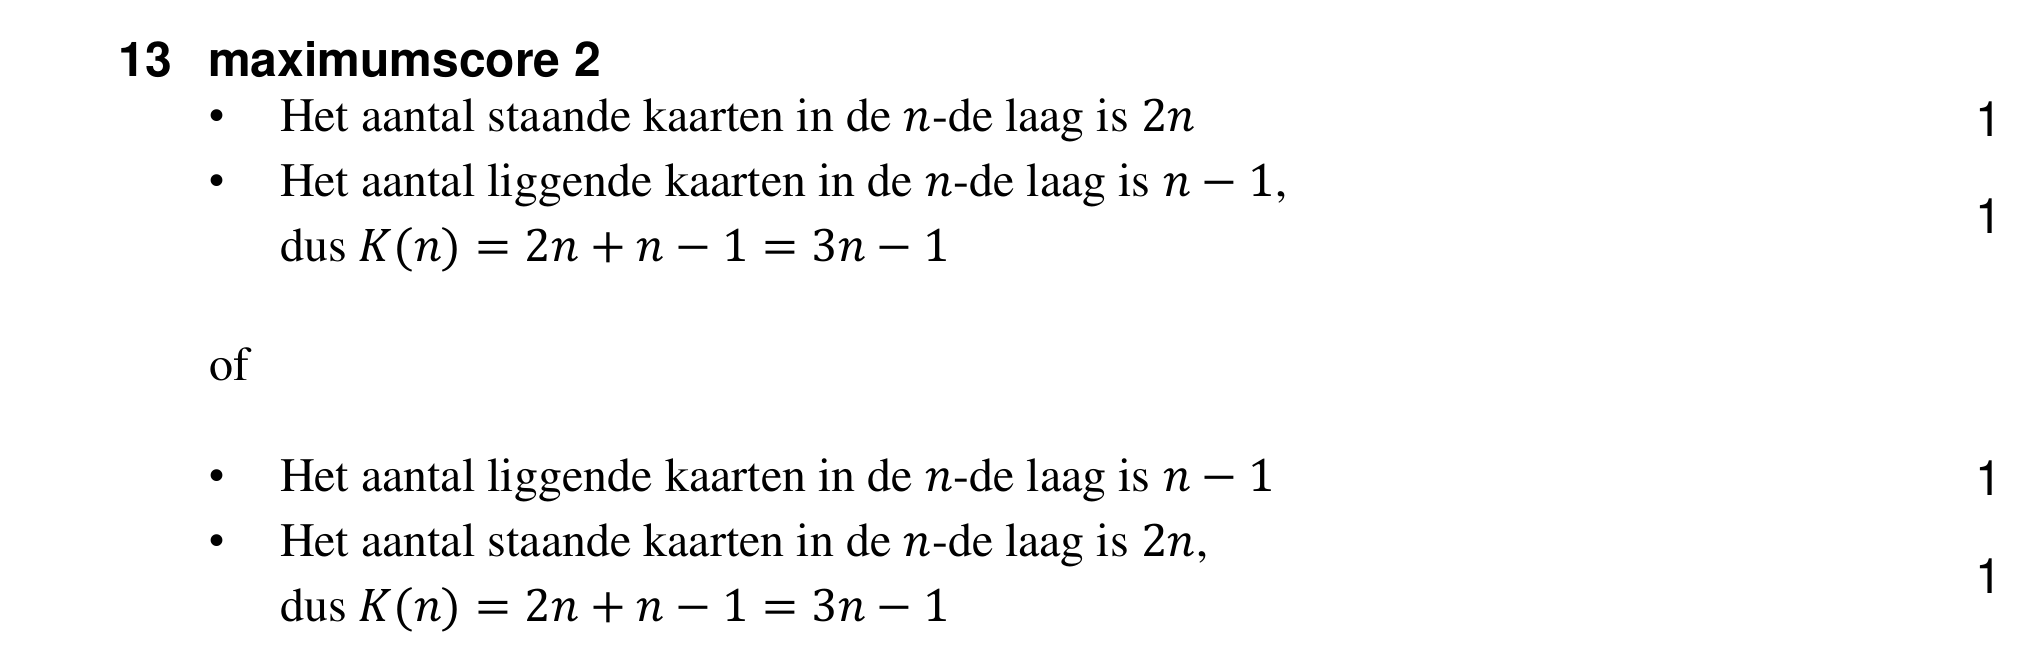 13 maximumscore 2
• Het aantal staande kaarten in de n-de laag is 2n 1
• Het aantal liggende kaarten in de n-de laag is n − 1,
dus K(n) = 2n + n − 1 = 3n − 1 1
of
• Het aantal liggende kaarten in de n-de laag is n − 1 1
• Het aantal staande kaarten in de n-de laag is 2n,
dus K(n) = 2n + n − 1 = 3n − 1 1